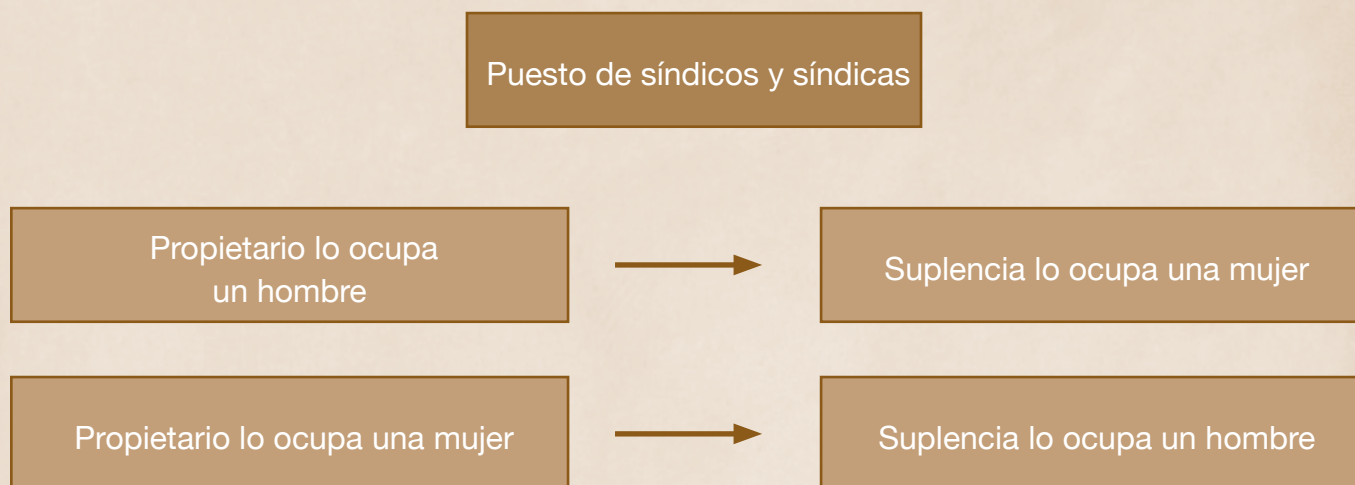 Puesto de síndicos y síndicas
Propietario lo ocupa
un hombre
Suplencia lo ocupa una mujer
Propietario lo ocupa una mujer
Suplencia lo ocupa un hombre